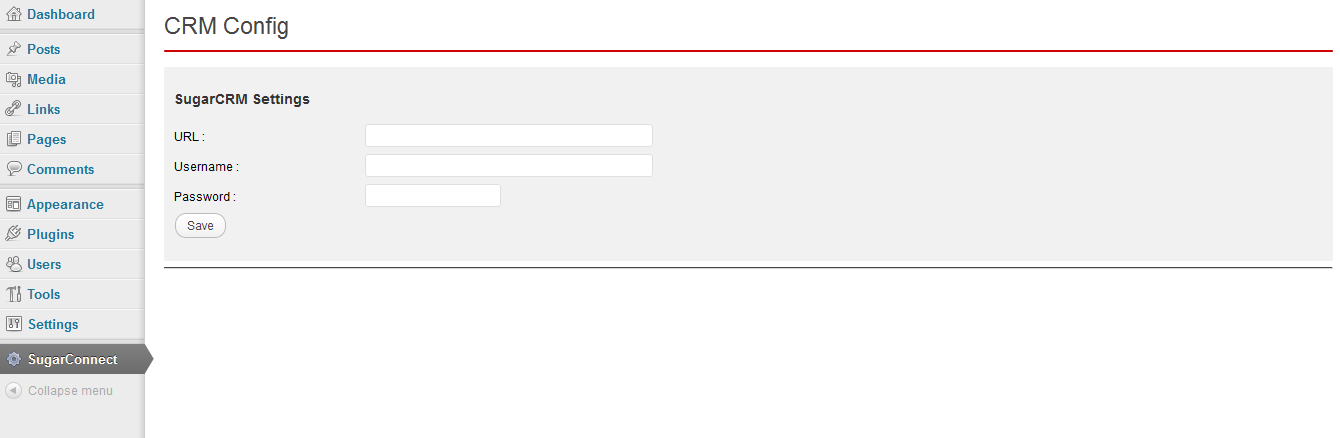 Dashboard
Posts
Media
Links
Pages
Comments
Appearance
Plugins
Users
Tools
Settings
SugarConnect
Collapse menu
CRM Config
SugarCRM Settings
URL :
Username :
Password :
Save